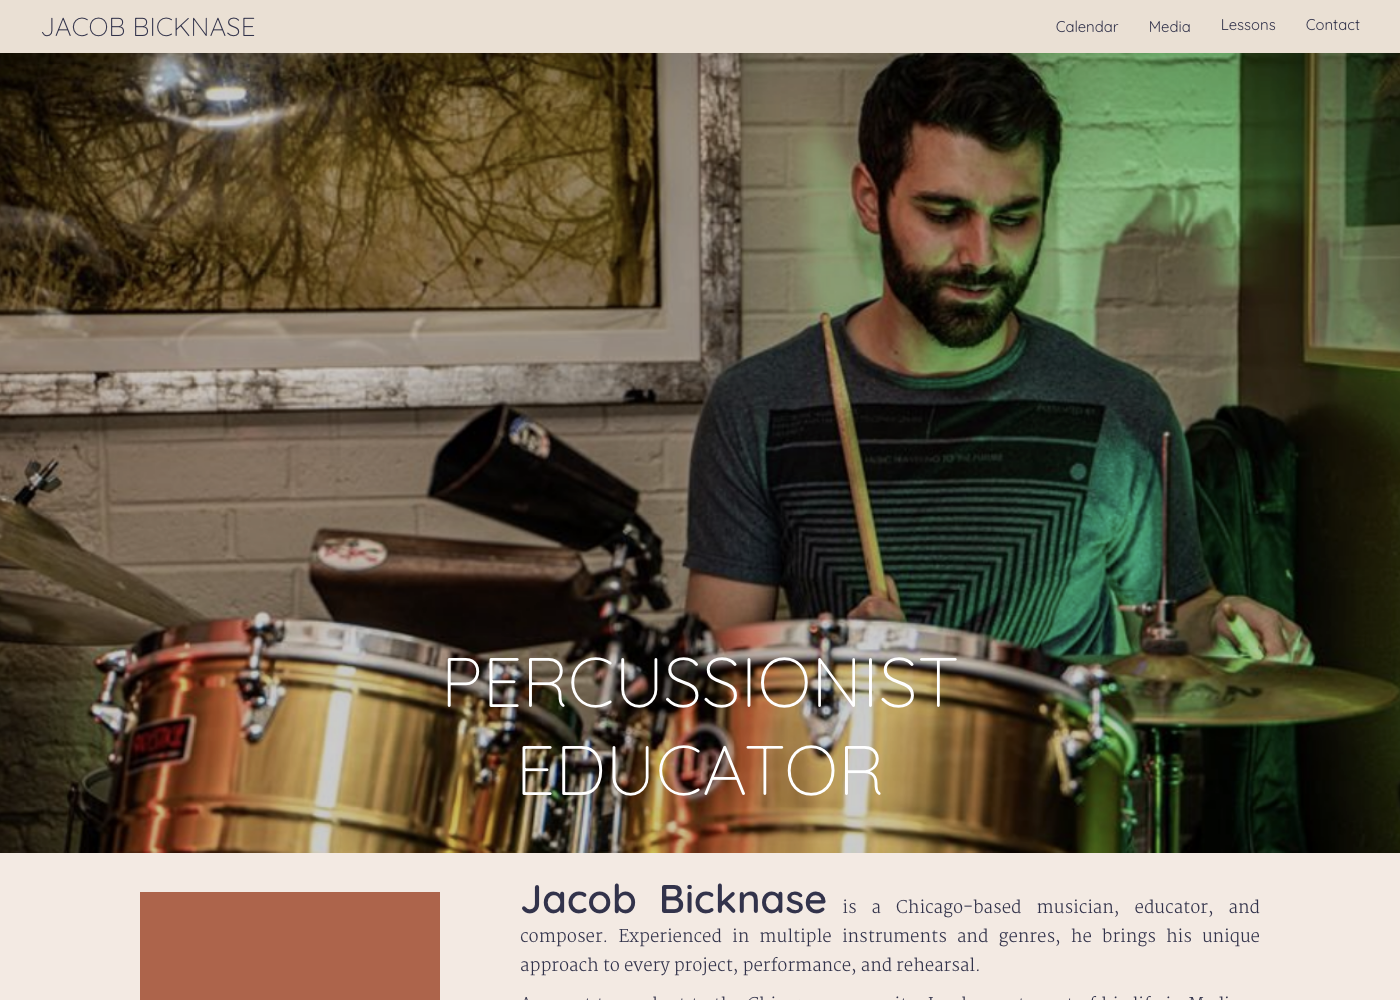 JACOB BICKNASE
Calendar Media Lessons Contact
PERCUSSIONIST
EDUCATOR
Jacob Bicknase is a Chicago-based musician, educator, and
composer. Experienced in multiple instruments and genres, he brings his unique
approach to every project, performance, and rehearsal.